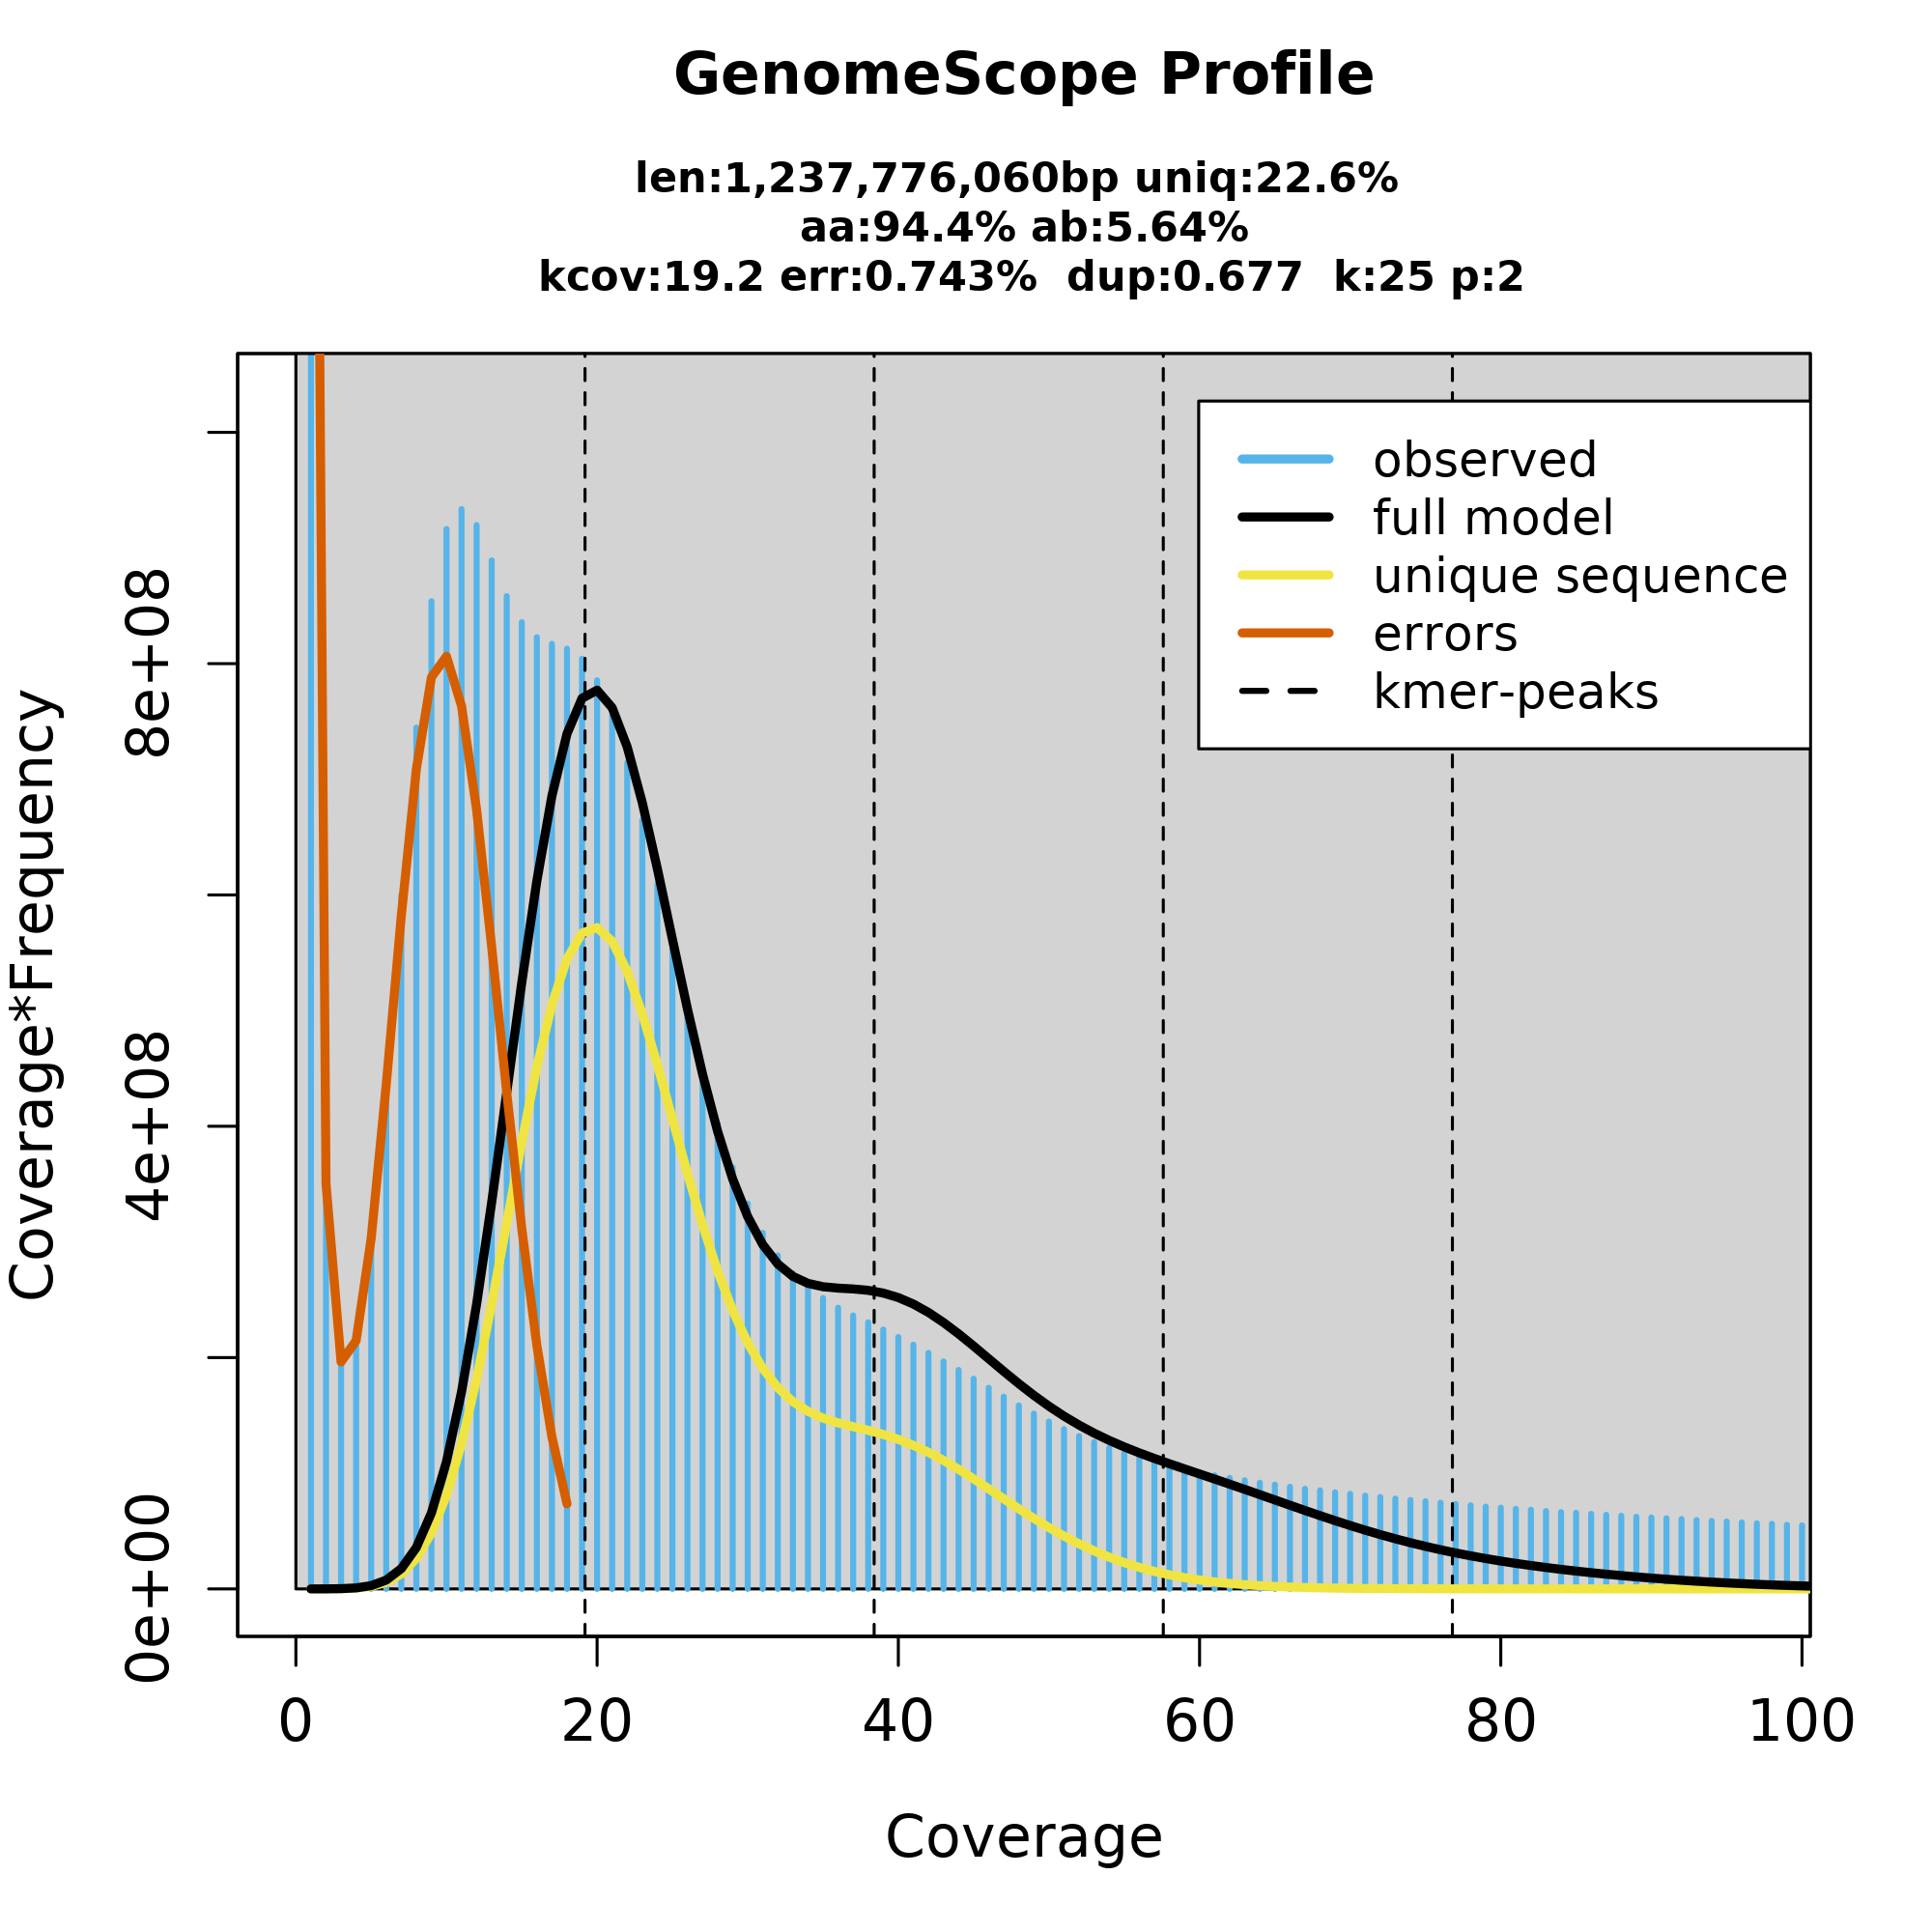 GenomeScope Profile
len:1,237,776,060bp uniq:22.6%
aa:94.4% ab:5.64%
kcov:19.2 err:0.743%  dup:0.677  k:25 p:2
observed
full model
unique sequence
errors
kmer-peaks
Coverage*Frequency
8e+08
4e+08
0e+00
0 20 40 60 80 100
Coverage